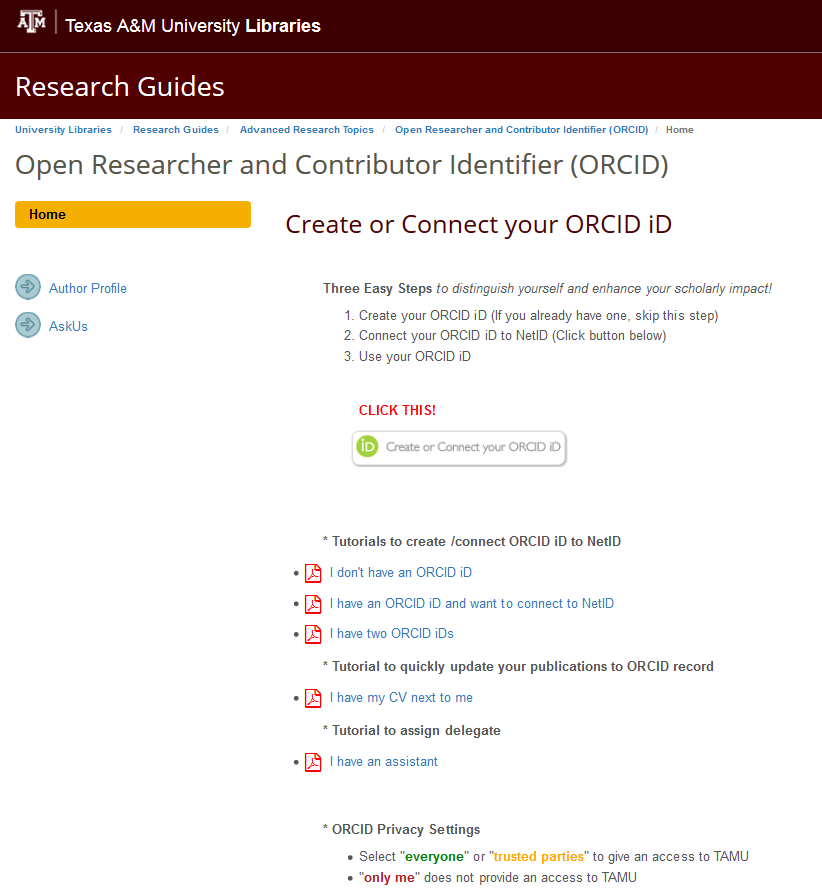 ATM Texas A&M University Libraries
Research Guides
University Libraries / Research Guides / Advanced Research Topics / Open Researcher and Contributor Identifier (ORCID) / Home
Open Researcher and Contributor Identifier (ORCID)
Home
Author Profile
AskUs
Create or Connect your ORCID iD
Three Easy Steps to distinguish yourself and enhance your scholarly impact!
1. Create your ORCID iD (If you already have one, skip this step)
2. Connect your ORCID iD to NetID (Click button below)
3. Use your ORCID iD
CLICK THIS!
iD Create or Connect your ORCID iD
* Tutorials to create /connect ORCID iD to NetID
• I don't have an ORCID iD
• I have an ORCID iD and want to connect to NetID
• I have two ORCID iDs
* Tutorial to quickly update your publications to ORCID record
• I have my CV next to me
* Tutorial to assign delegate
• I have an assistant
* ORCID Privacy Settings
• Select "everyone" or "trusted parties" to give an access to TAMU
• "only me" does not provide an access to TAMU